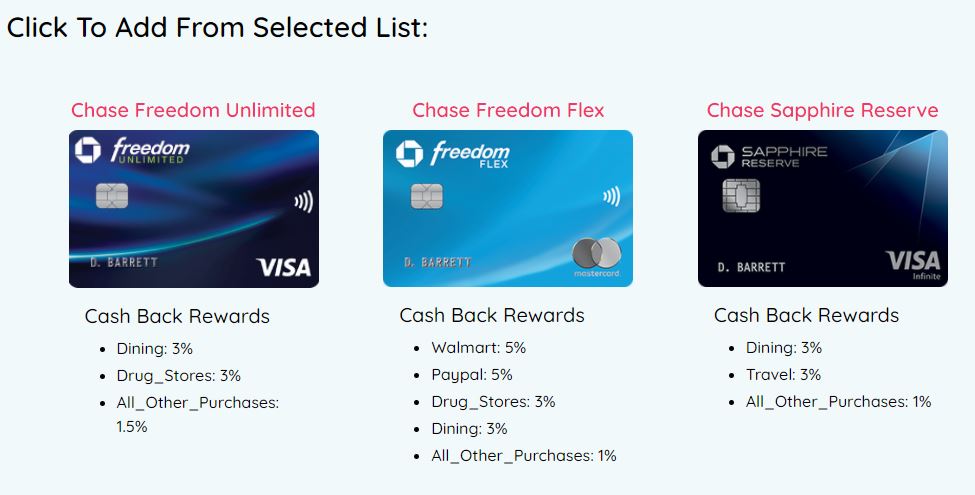 Click To Add From Selected List:
Chase Freedom Unlimited
freedom
UNLIMITED
D. BARRETT
VISA
Cash Back Rewards
Dining: 3%
Drug_Stores: 3%
All_Other_Purchases:
1.5%
Chase Freedom Flex
freedom
FLEX
D. BARRETT
mastercard
Cash Back Rewards
Walmart: 5%
Paypal: 5%
Drug_Stores: 3%
Dining: 3%
All_Other_Purchases: 1%
Chase Sapphire Reserve
SAPPHIRE
RESERVE
D. BARRETT
VISA
Infinite
Cash Back Rewards
Dining: 3%
Travel: 3%
All_Other_Purchases: 1%